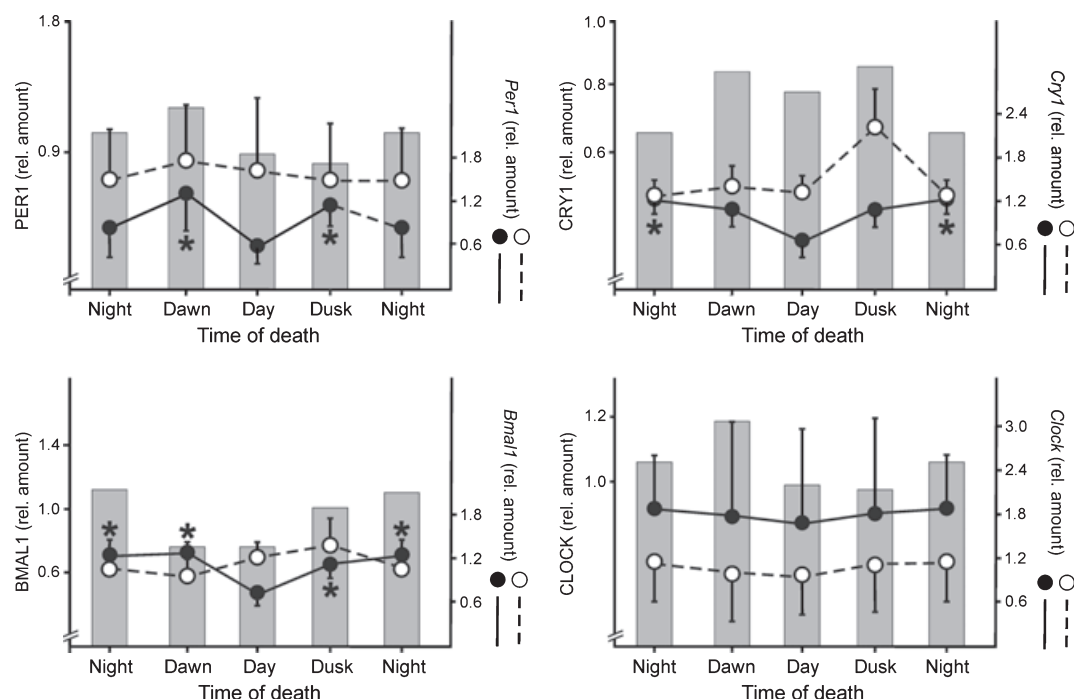 1.8
0.9
PER1 (rel. amount)
1.8
1.2
0.6
Per1 (rel. amount)
*
*
Night Dawn Day Dusk Night
Time of death
1.0
0.8
0.6
CRY1 (rel. amount)
2.4
1.8
1.2
0.6
Cry1 (rel. amount)
*
*
Night Dawn Day Dusk Night
Time of death
1.4
1.0
0.6
BMAL1 (rel. amount)
1.8
1.2
0.6
Bmal1 (rel. amount)
*
*
*
*
Night Dawn Day Dusk Night
Time of death
1.2
1.0
CLOCK (rel. amount)
3.0
2.4
1.8
1.2
0.6
Clock (rel. amount)
Night Dawn Day Dusk Night
Time of death